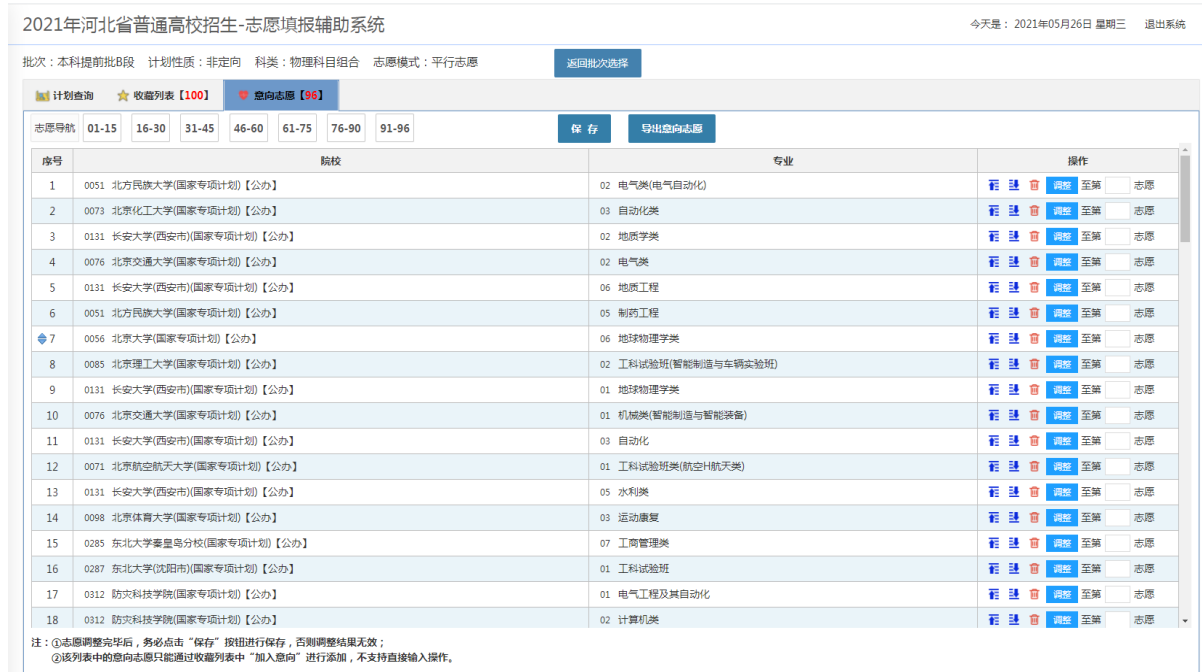 2021年河北省普通高校招生-志愿填报辅助系统 今天是： 2021年05月26日 星期三 退出系统
批次：本科提前批B段 计划性质：非定向 科类：物理科目组合 志愿模式：平行志愿 返回批次选择
计划查询 收藏列表【100】 意向志愿【96】
志愿导航 01-15 16-30 31-45 46-60 61-75 76-90 91-96 保 存 导出意向志愿
序号 院校 专业 操作
1 0051 北方民族大学(国家专项计划)【公办】 02 电气类(电气自动化) 调整 至第 志愿
2 0073 北京化工大学(国家专项计划)【公办】 03 自动化类 调整 至第 志愿
3 0131 长安大学(西安市)(国家专项计划)【公办】 02 地质学类 调整 至第 志愿
4 0076 北京交通大学(国家专项计划)【公办】 02 电气类 调整 至第 志愿
5 0131 长安大学(西安市)(国家专项计划)【公办】 06 地质工程 调整 至第 志愿
6 0051 北方民族大学(国家专项计划)【公办】 05 制药工程 调整 至第 志愿
7 0056 北京大学(国家专项计划)【公办】 06 地球物理学类 调整 至第 志愿
8 0085 北京理工大学(国家专项计划)【公办】 02 工科试验班(智能制造与车辆实验班) 调整 至第 志愿
9 0131 长安大学(西安市)(国家专项计划)【公办】 01 地球物理学类 调整 至第 志愿
10 0076 北京交通大学(国家专项计划)【公办】 01 机械类(智能制造与智能装备) 调整 至第 志愿
11 0131 长安大学(西安市)(国家专项计划)【公办】 03 自动化 调整 至第 志愿
12 0071 北京航空航天大学(国家专项计划)【公办】 01 工科试验班类(航空H航天类) 调整 至第 志愿
13 0131 长安大学(西安市)(国家专项计划)【公办】 05 水利类 调整 至第 志愿
14 0098 北京体育大学(国家专项计划)【公办】 03 运动康复 调整 至第 志愿
15 0285 东北大学秦皇岛分校(国家专项计划)【公办】 07 工商管理类 调整 至第 志愿
16 0287 东北大学(沈阳市)(国家专项计划)【公办】 01 工科试验班 调整 至第 志愿
17 0312 防灾科技学院(国家专项计划)【公办】 01 电气工程及其自动化 调整 至第 志愿
18 0312 防灾科技学院(国家专项计划)【公办】 02 计算机类 调整 至第 志愿
注：①志愿调整完毕后，务必点击“保存”按钮进行保存，否则调整结果无效；
②该列表中的意向志愿只能通过收藏列表中“加入意向”进行添加，不支持直接输入操作。